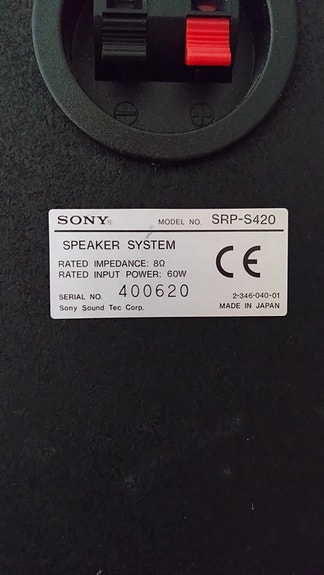 SONY® MODEL NO. SRP-S420
SPEAKER SYSTEM
RATED IMPEDANCE: 8Ω
RATED INPUT POWER: 60W
CE
SERIAL NO. 400620
2-346-040-01
Sony Sound Tec Corp. MADE IN JAPAN